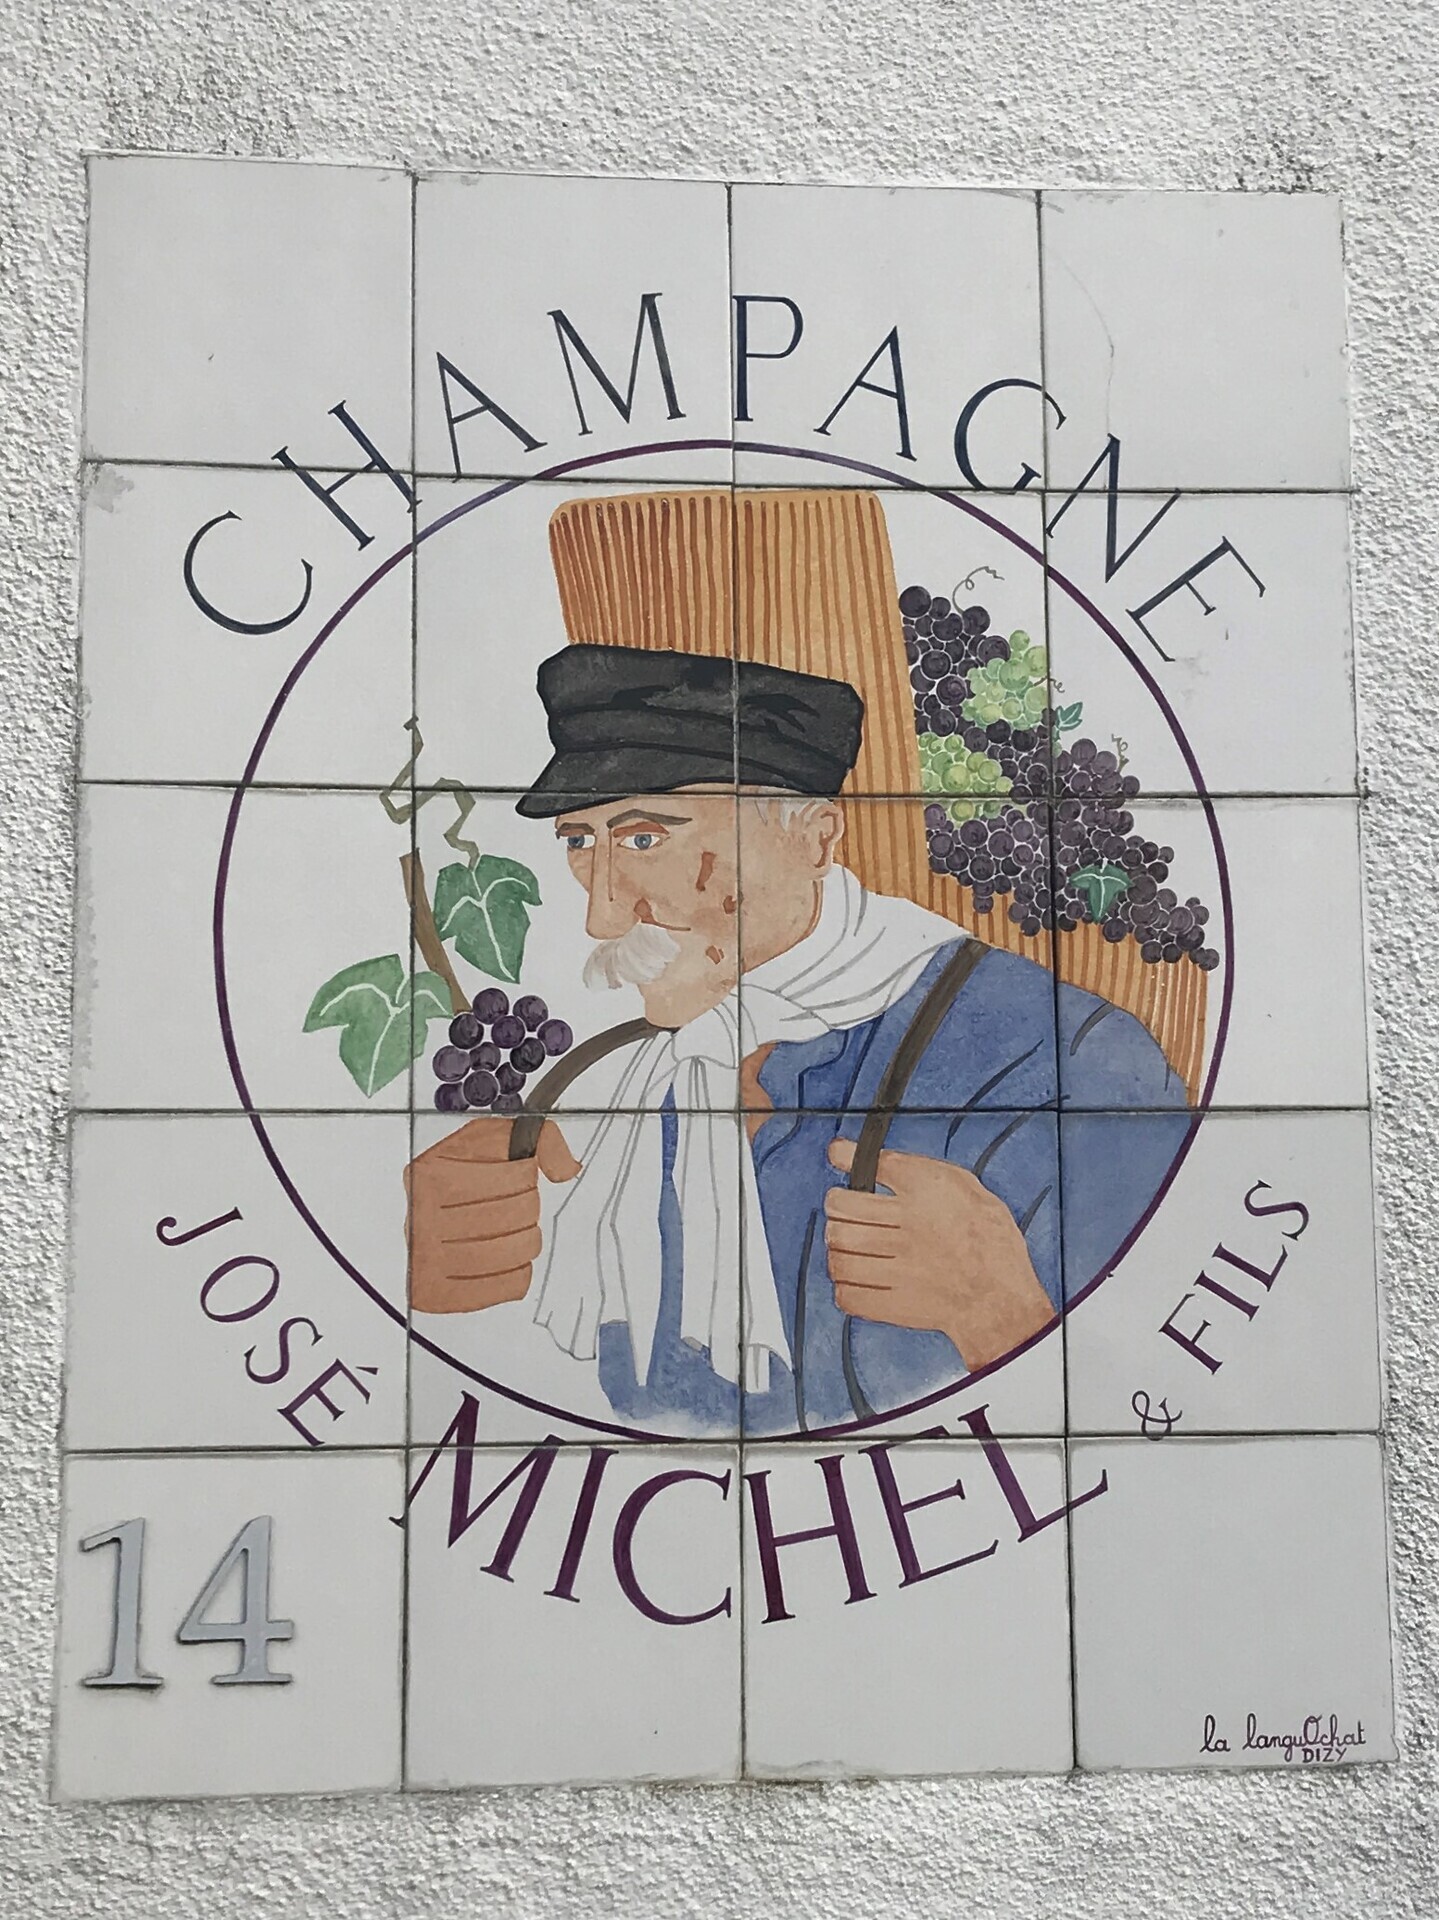 CHAMPAGNE
JOSÉ MICHEL & FILS
14
la languOchat
DIZY